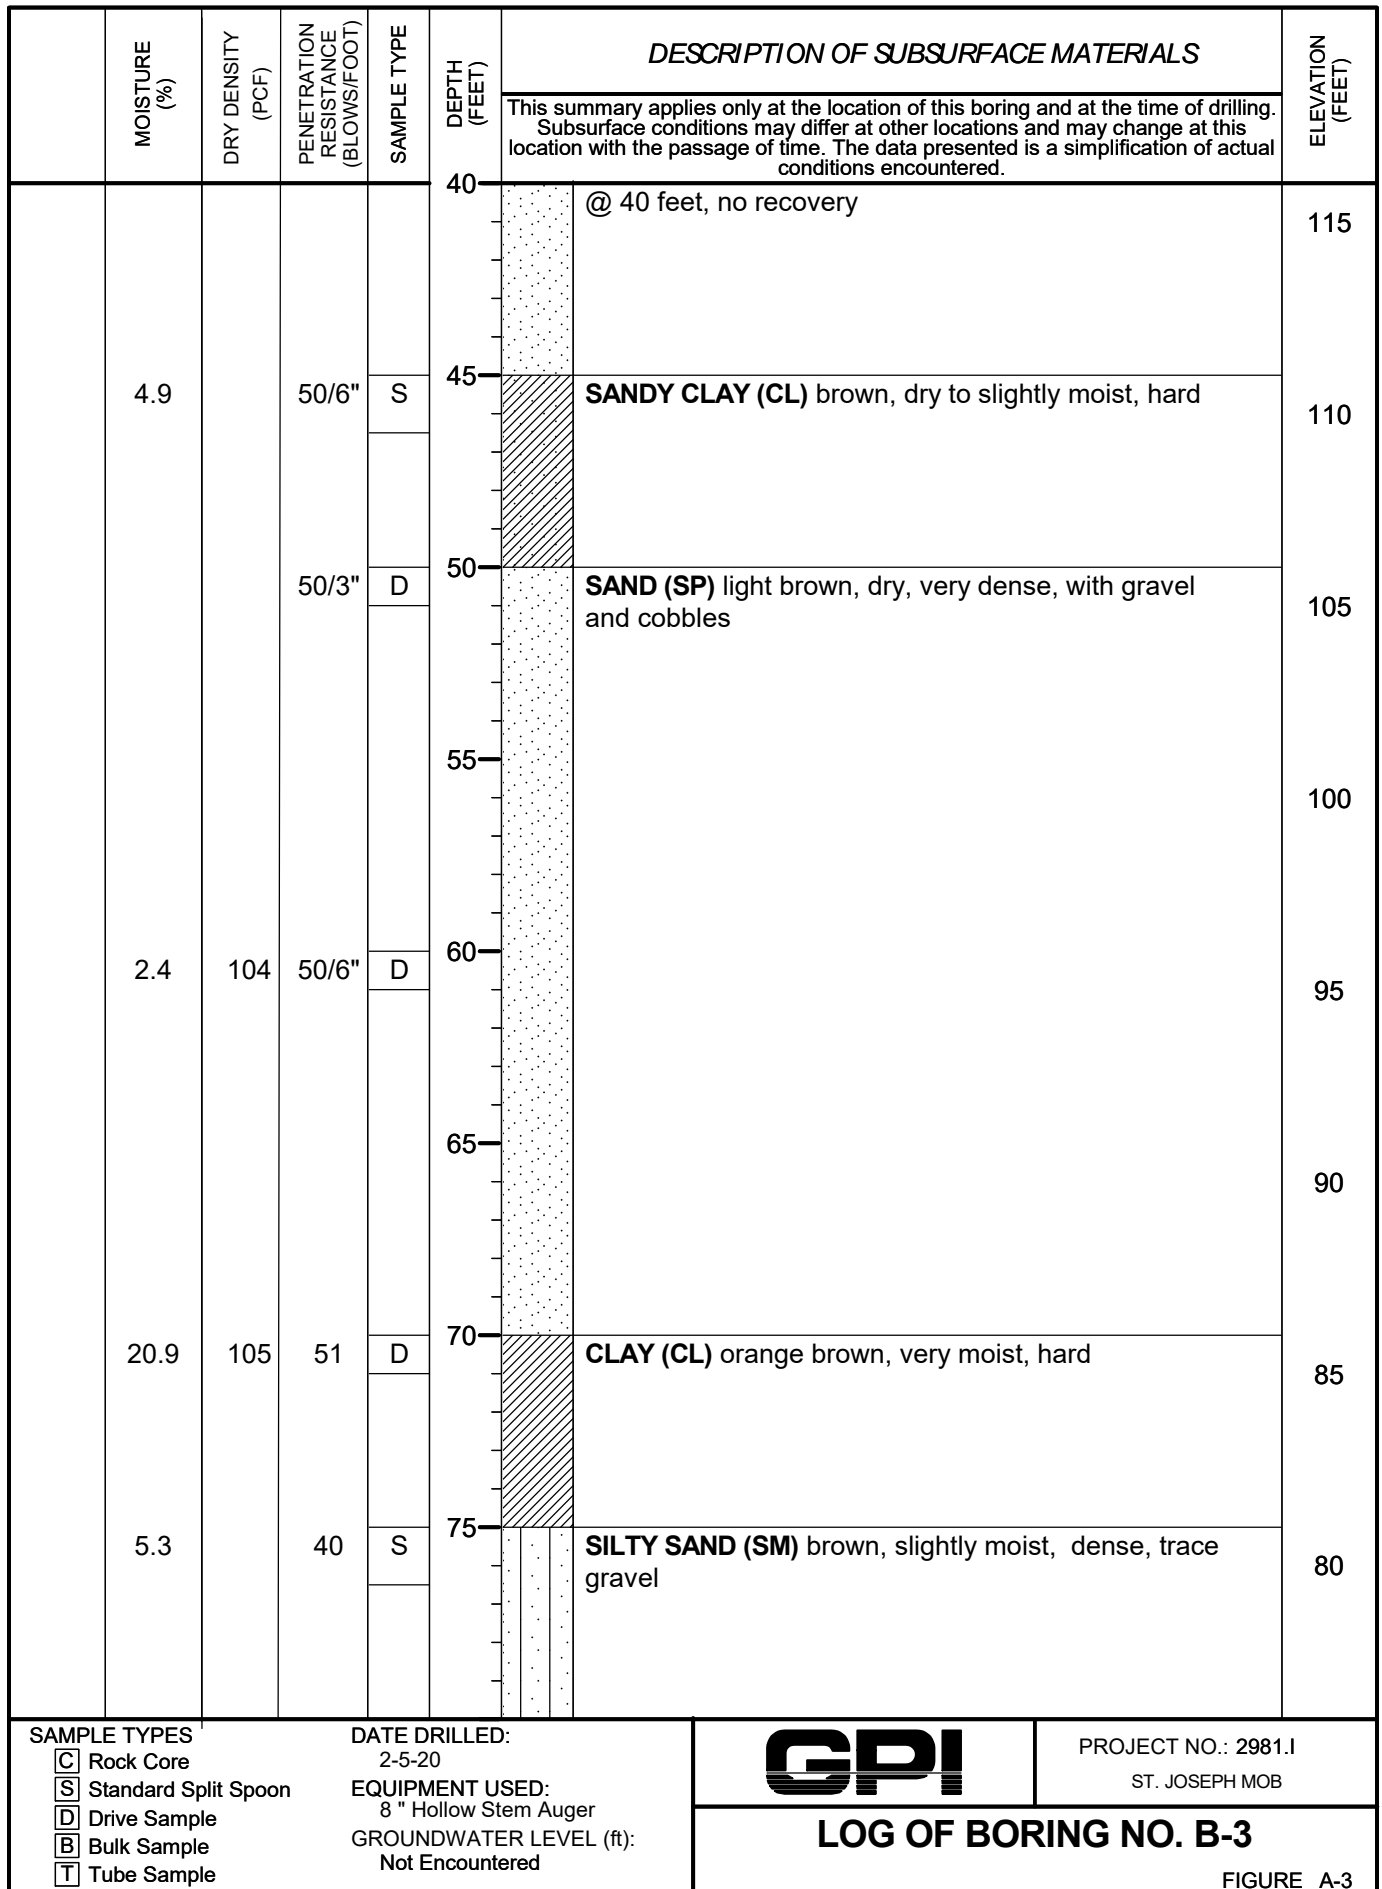 MOISTURE
(%)
DRY DENSITY
(PCF)
PENETRATION
RESISTANCE
(BLOWS/FOOT)
SAMPLE TYPE
DEPTH
(FEET)
DESCRIPTION OF SUBSURFACE MATERIALS
This summary applies only at the location of this boring and at the time of drilling.
Subsurface conditions may differ at other locations and may change at this
location with the passage of time. The data presented is a simplification of actual
conditions encountered.
ELEVATION
(FEET)
40
@ 40 feet, no recovery
115
45
4.9 50/6" S SANDY CLAY (CL) brown, dry to slightly moist, hard
110
50
50/3" D SAND (SP) light brown, dry, very dense, with gravel
and cobbles
105
55
100
60
2.4 104 50/6" D
95
65
90
70
20.9 105 51 D CLAY (CL) orange brown, very moist, hard
85
75
5.3 40 S SILTY SAND (SM) brown, slightly moist, dense, trace
gravel
80
SAMPLE TYPES
C Rock Core
S Standard Split Spoon
D Drive Sample
B Bulk Sample
T Tube Sample
DATE DRILLED:
2-5-20
EQUIPMENT USED:
8 " Hollow Stem Auger
GROUNDWATER LEVEL (ft):
Not Encountered
GPI
PROJECT NO.: 2981.I
ST. JOSEPH MOB
LOG OF BORING NO. B-3
FIGURE A-3